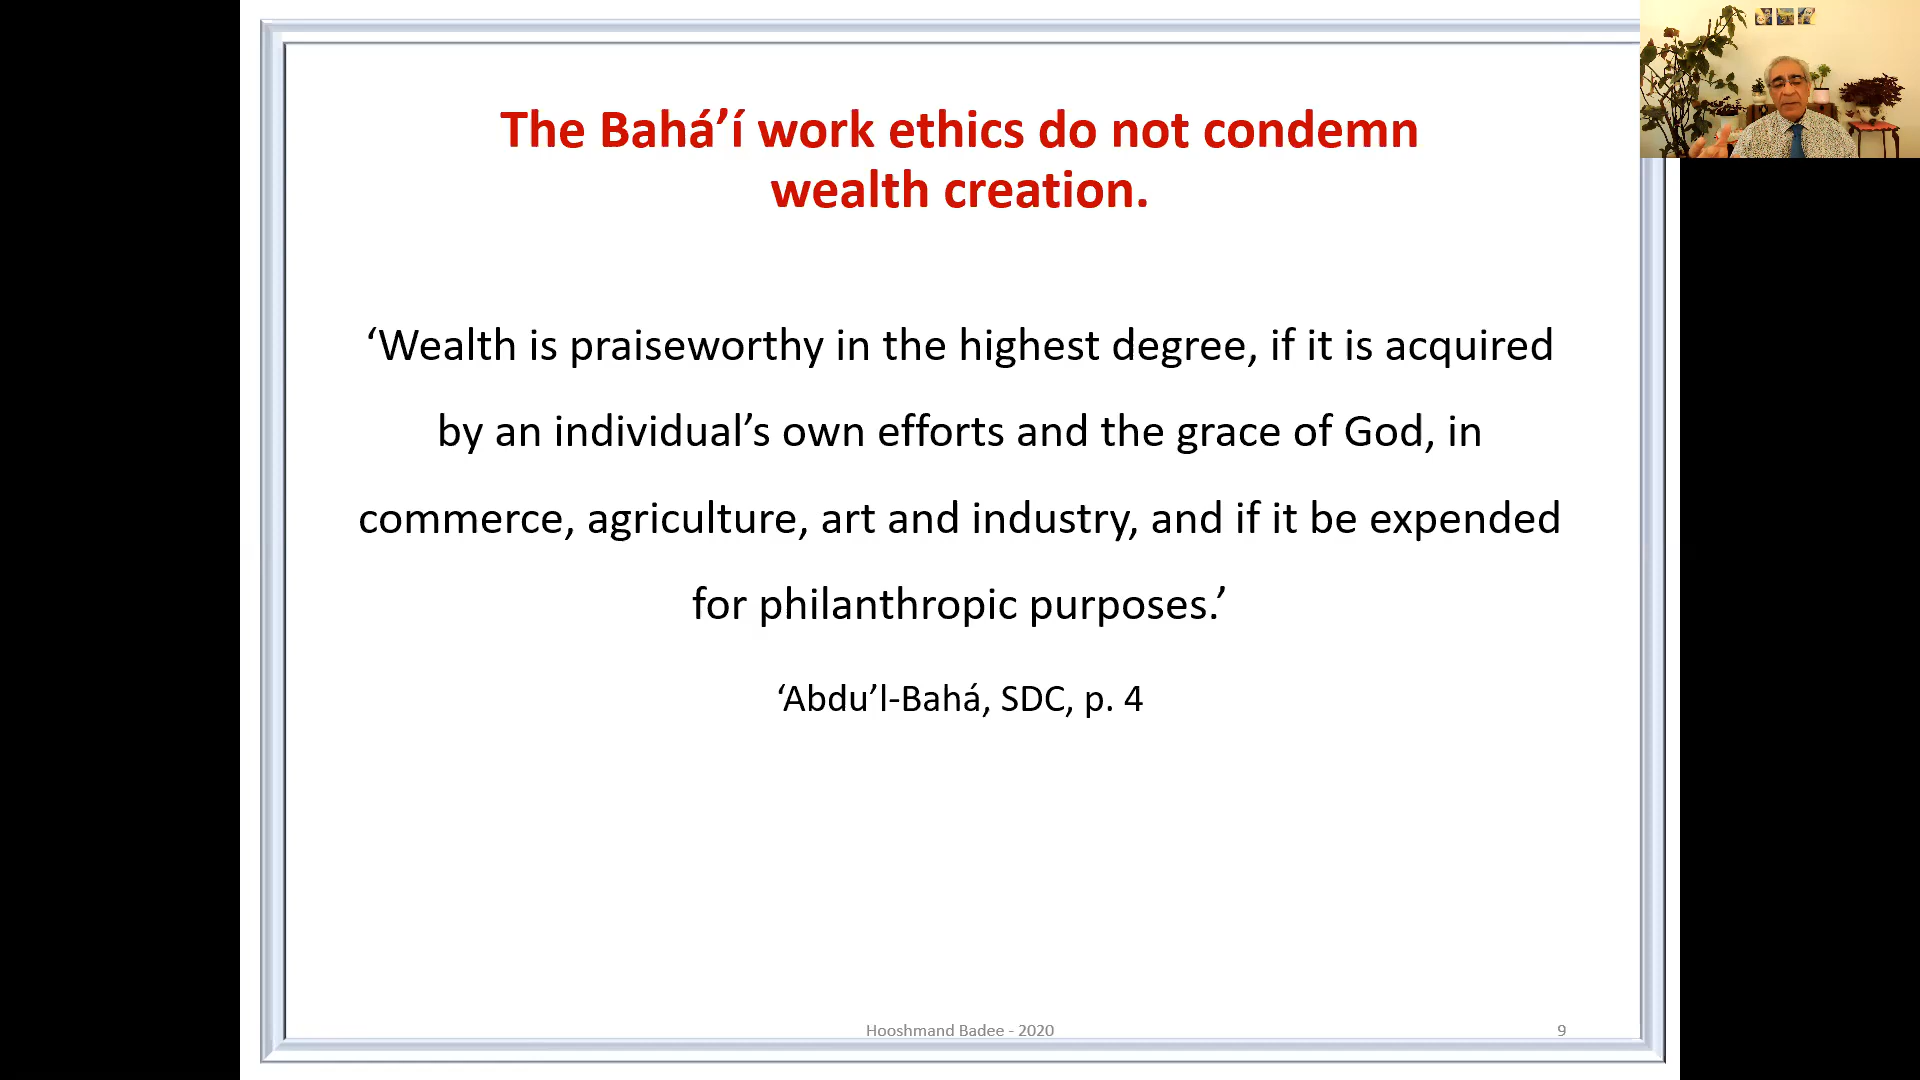 The Bahá’í work ethics do not condemn
wealth creation.
‘Wealth is praiseworthy in the highest degree, if it is acquired
by an individual’s own efforts and the grace of God, in
commerce, agriculture, art and industry, and if it be expended
for philanthropic purposes.’
‘Abdu’l-Bahá, SDC, p. 4
Hooshmand Badee - 2020
9